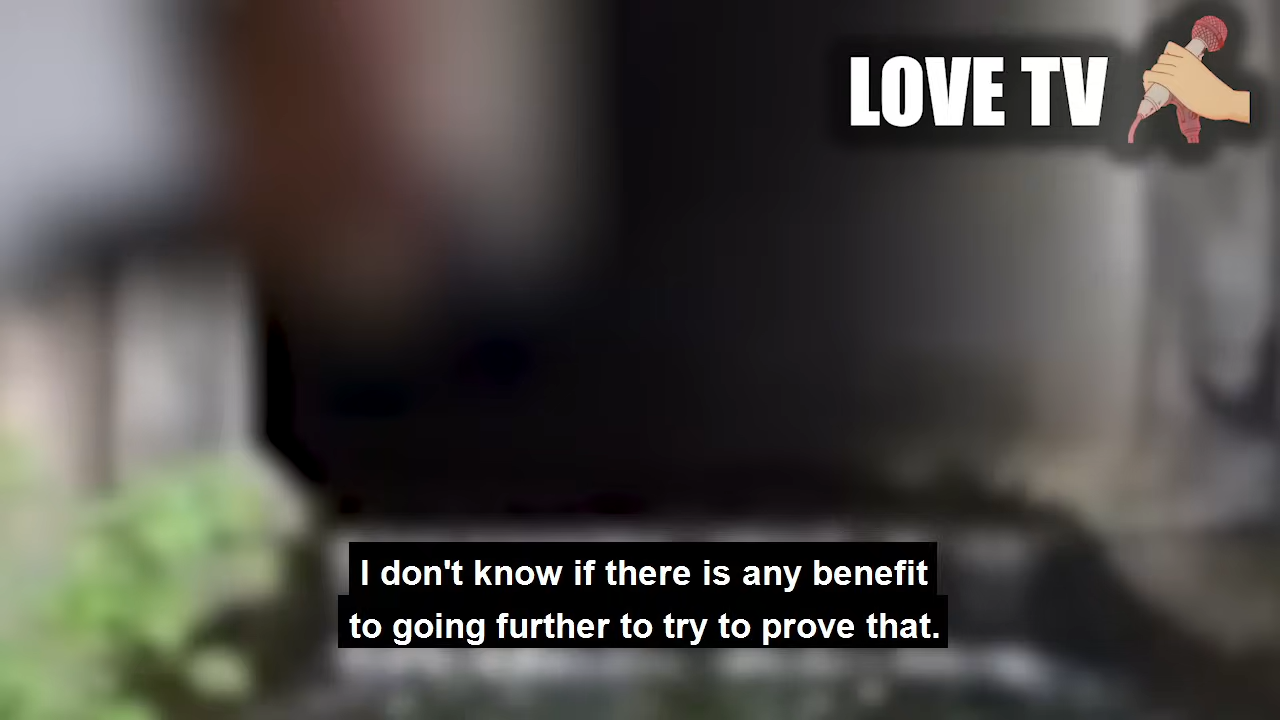 LOVE TV
I don't know if there is any benefit
to going further to try to prove that.